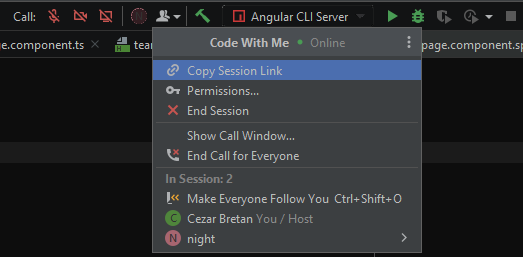 Call:
Angular CLI Server
ge.component.ts
tea
page.component.sp
Code With Me • Online
Copy Session Link
Permissions...
End Session
Show Call Window...
End Call for Everyone
In Session: 2
Make Everyone Follow You Ctrl+Shift+O
C Cezar Bretan You / Host
N night